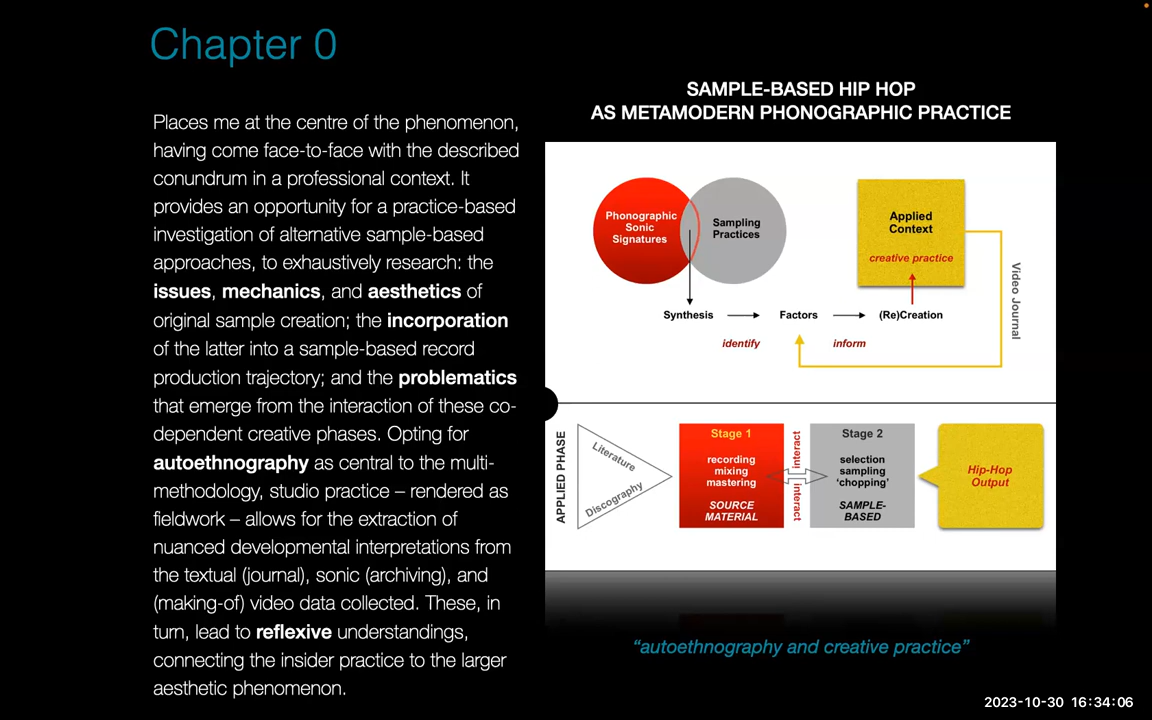 Chapter 0
Places me at the centre of the phenomenon,
having come face-to-face with the described
conundrum in a professional context. It
provides an opportunity for a practice-based
investigation of alternative sample-based
approaches, to exhaustively research: the
issues, mechanics, and aesthetics of
original sample creation; the incorporation
of the latter into a sample-based record
production trajectory; and the problematics
that emerge from the interaction of these co-
dependent creative phases. Opting for
autoethnography as central to the multi-
methodology, studio practice – rendered as
fieldwork – allows for the extraction of
nuanced developmental interpretations from
the textual (journal), sonic (archiving), and
(making-of) video data collected. These, in
turn, lead to reflexive understandings,
connecting the insider practice to the larger
aesthetic phenomenon.
SAMPLE-BASED HIP HOP
AS METAMODERN PHONOGRAPHIC PRACTICE
Phonographic
Sonic
Signatures
Sampling
Practices
Applied
Context
creative practice
Video Journal
Synthesis
Factors
(Re)Creation
identify
inform
APPLIED PHASE
Literature
Discography
Stage 1
recording
mixing
mastering
SOURCE
MATERIAL
interact
interact
Stage 2
selection
sampling
‘chopping’
SAMPLE-
BASED
Hip-Hop
Output
“autoethnography and creative practice”
2023-10-30 16:34:06